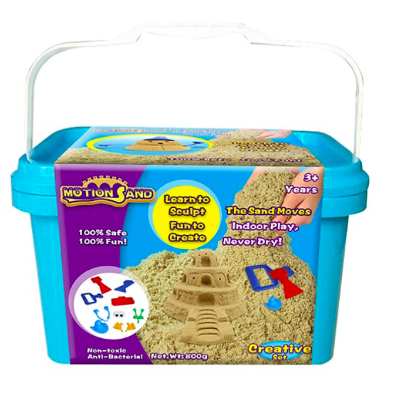 MOTION SAND
100% Safe
100% Fun!
Learn to
Sculpt
Fun to
Create
3+
Years
The Sand Moves
Indoor Play,
Never Dry!
Non-toxic
Anti-Bacterial
Net.Wt: 800g
Creative
Set